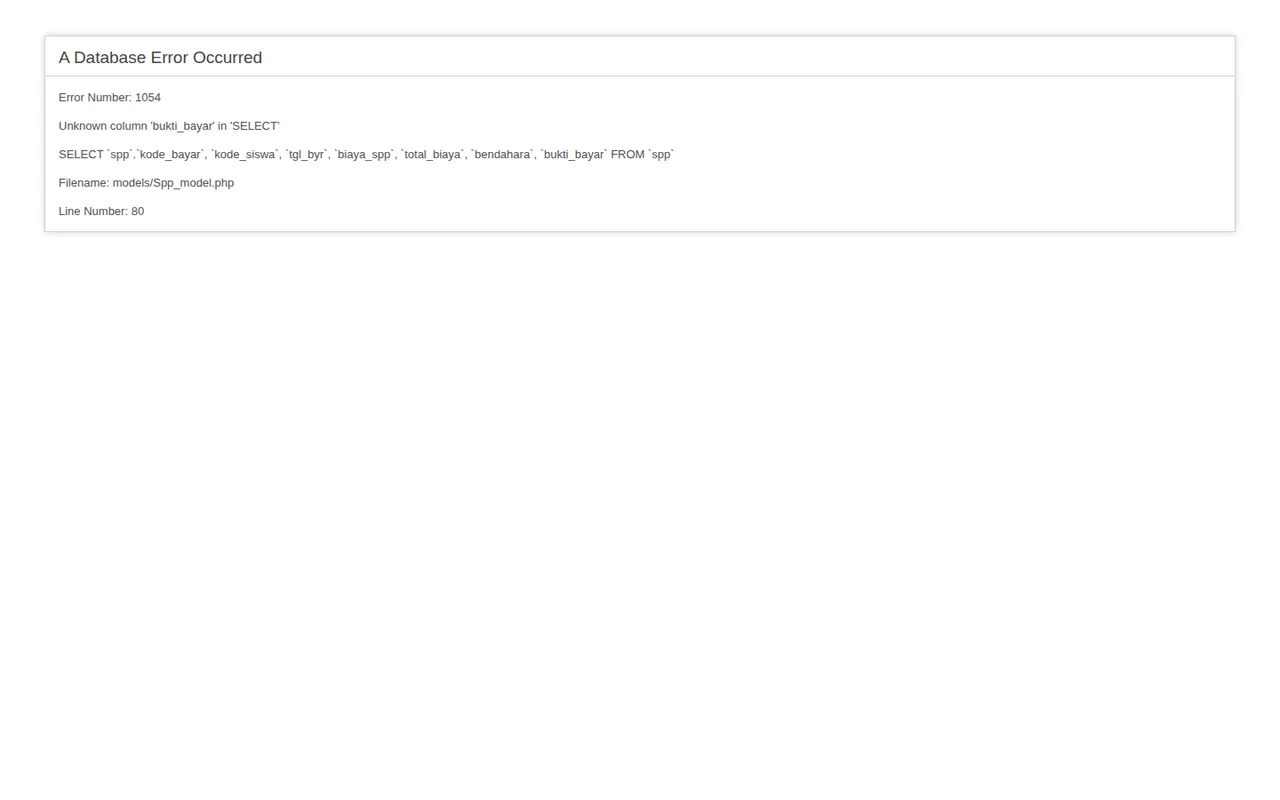 A Database Error Occurred
Error Number: 1054
Unknown column 'bukti_bayar' in 'SELECT'
SELECT `spp`.`kode_bayar`, `kode_siswa`, `tgl_byr`, `biaya_spp`, `total_biaya`, `bendahara`, `bukti_bayar` FROM `spp`
Filename: models/Spp_model.php
Line Number: 80